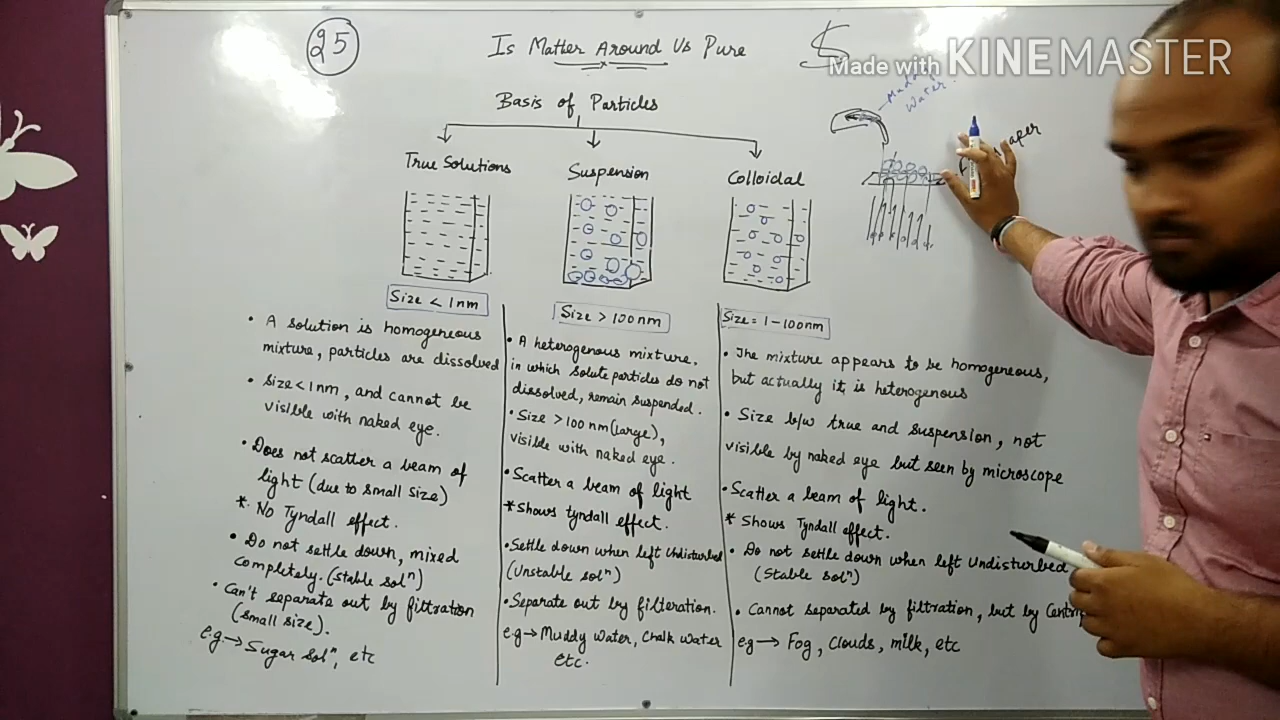 25
Is Matter Around Us Pure
Made with KINEMASTER
Basis of Particles
Water.
True Solutions
Suspension
Colloidal
Size < 1nm
Size > 100nm
Size = 1-100nm
• A solution is homogeneous
mixture, particles are dissolved
• Size < 1nm, and cannot be
visible with naked eye.
• Does not scatter a beam of
light (due to small size)
* No Tyndall effect.
• Do not settle down, mixed
completely. (stable solⁿ)
• Can't separate out by filtration
(small size).
e.g → Sugar solⁿ, etc
• A heterogenous mixture.
in which solute particles do not
dissolved, remain suspended.
• Size > 100 nm (large),
visible with naked eye.
• Scatter a beam of light
* Shows tyndall effect.
• Settle down when left Undisturbed
(Unstable solⁿ)
• Separate out by filteration.
e.g → Muddy Water, Chalk water
etc.
• The mixture appears to be homogeneous,
but actually it is heterogenous
• Size b/w true and suspension, not
visible by naked eye but seen by microscope
• Scatter a beam of light.
* Shows Tyndall effect.
• Do not settle down when left Undisturbed
(Stable solⁿ)
• Cannot separated by filtration, but by
eg → Fog, Clouds, milk, etc